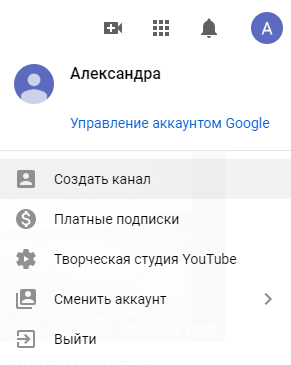 A
Александра
Управление аккаунтом Google
Создать канал
Платные подписки
Творческая студия YouTube
Сменить аккаунт
Выйти